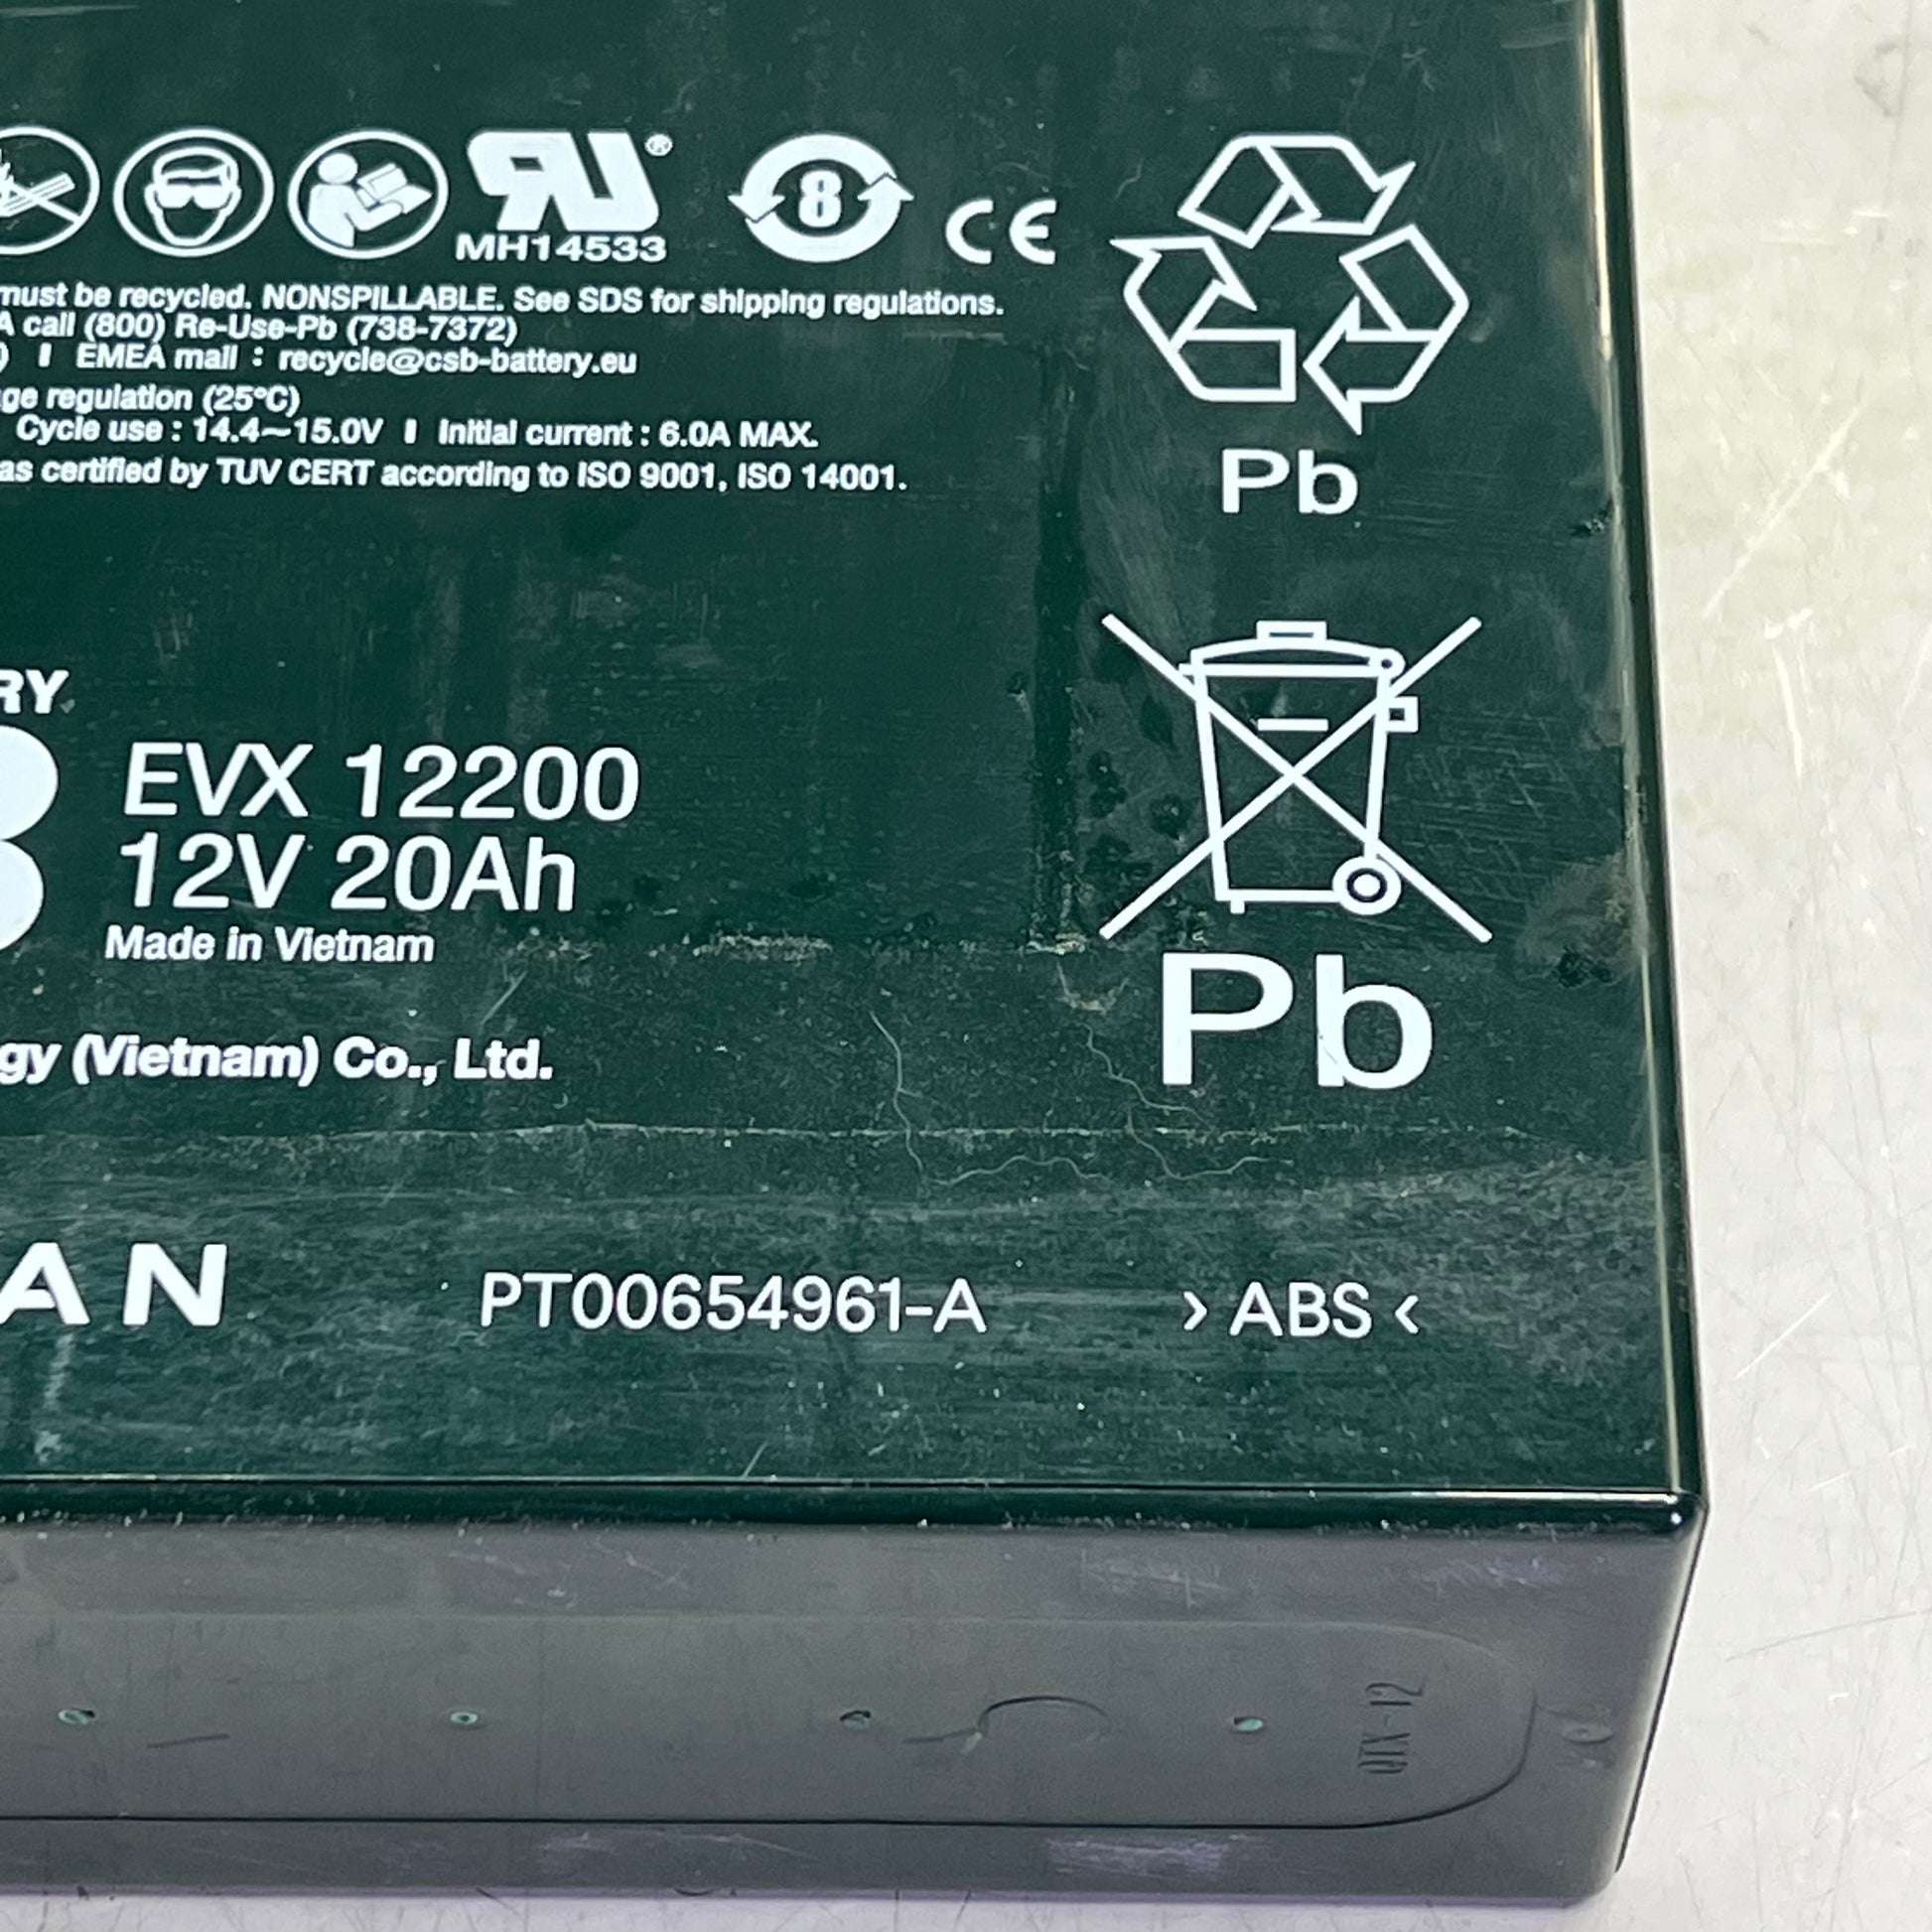 ®
MH14533
8
CE
must be recycled. NONSPILLABLE. See SDS for shipping regulations.
A call (800) Re-Use-Pb (738-7372)
) | EMEA mail : recycle@csb-battery.eu
ge regulation (25°C)
Cycle use : 14.4~15.0V | Initial current : 6.0A MAX.
as certified by TUV CERT according to ISO 9001, ISO 14001.
Pb
RY
B
EVX 12200
12V 20Ah
Made in Vietnam
Pb
gy (Vietnam) Co., Ltd.
AN
PT00654961-A
> ABS <
QTX-12